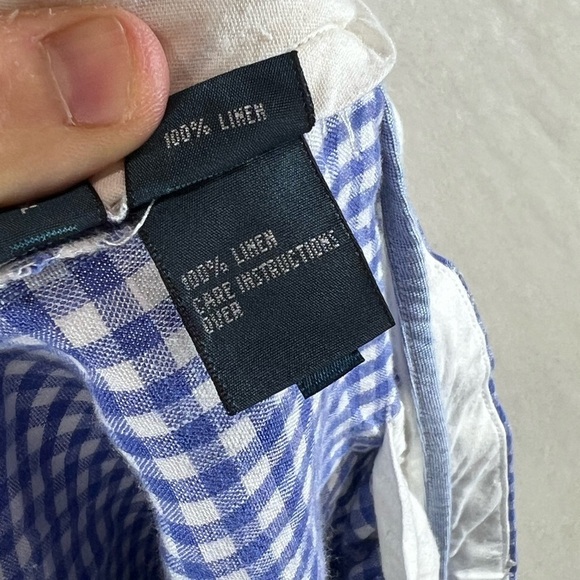 100% LINEN
100% LINEN
CARE INSTRUCTIONS
OVER